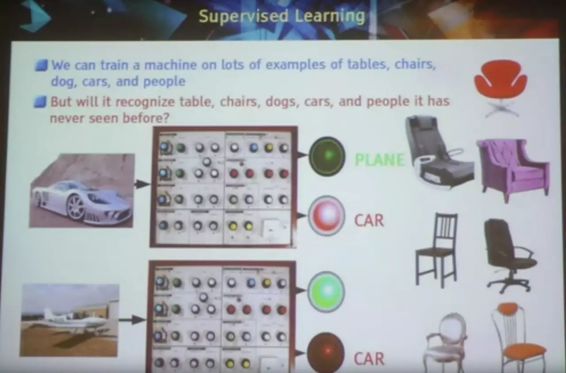 Supervised Learning
We can train a machine on lots of examples of tables, chairs,
dog, cars, and people
But will it recognize table, chairs, dogs, cars, and people it has
never seen before?
PLANE
CAR
CAR